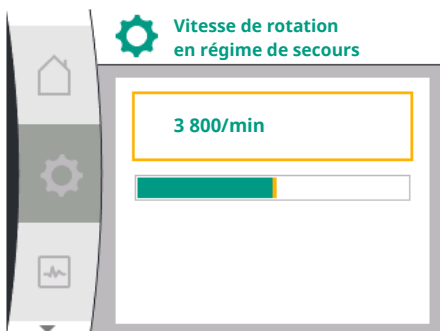 Vitesse de rotation
en régime de secours
3 800/min